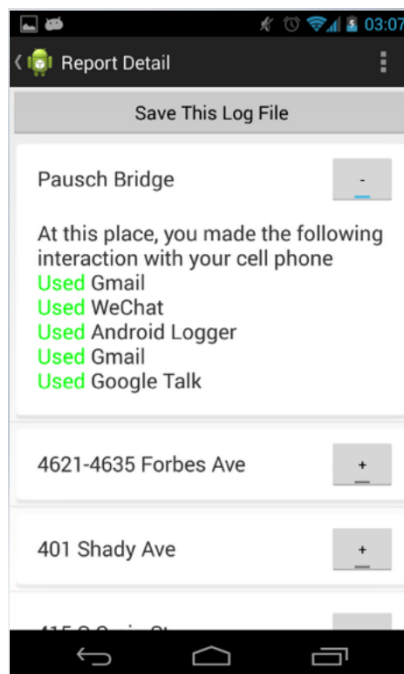 03:07
Report Detail
Save This Log File
Pausch Bridge
-
At this place, you made the following
interaction with your cell phone
Used Gmail
Used WeChat
Used Android Logger
Used Gmail
Used Google Talk
4621-4635 Forbes Ave
+
401 Shady Ave
+